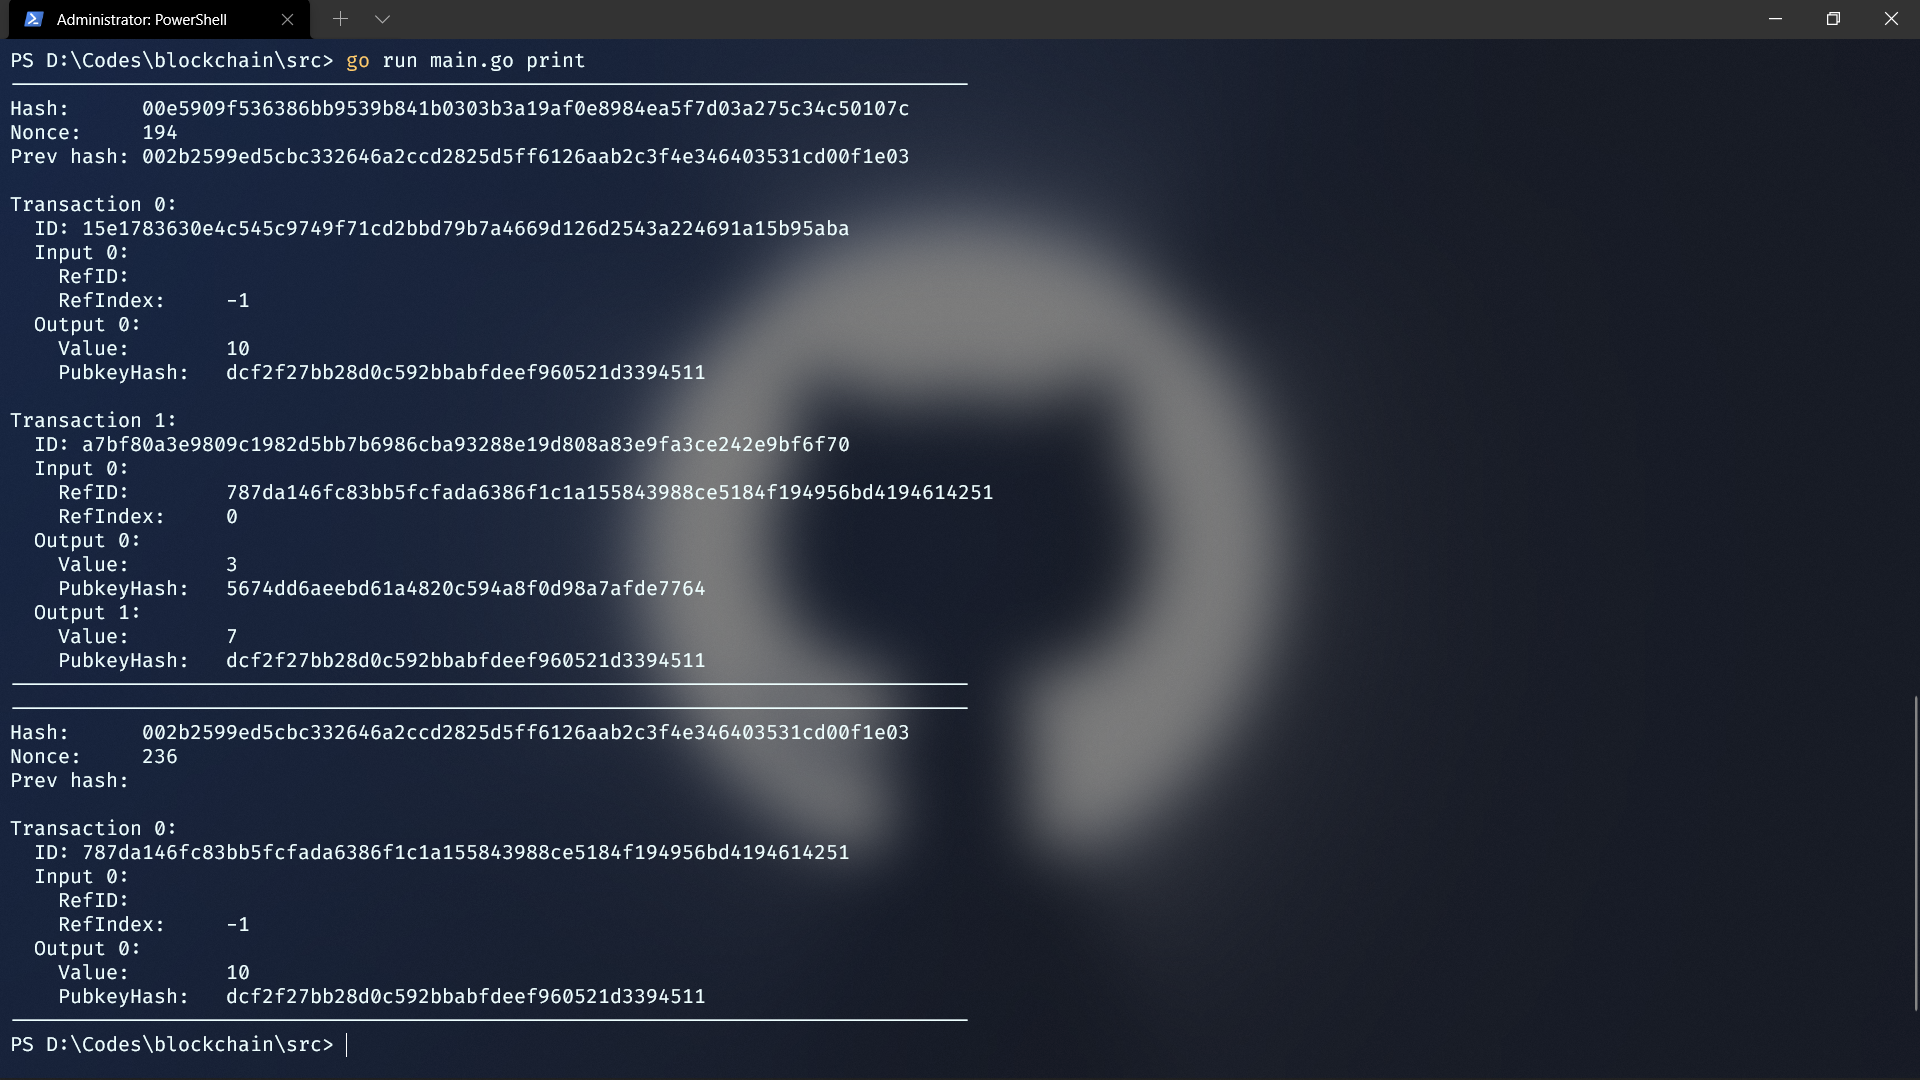 Administrator: PowerShell
PS D:\Codes\blockchain\src> go run main.go print
Hash: 00e5909f536386bb9539b841b0303b3a19af0e8984ea5f7d03a275c34c50107c
Nonce: 194
Prev hash: 002b2599ed5cbc332646a2ccd2825d5ff6126aab2c3f4e346403531cd00f1e03
Transaction 0:
ID: 15e1783630e4c545c9749f71cd2bbd79b7a4669d126d2543a224691a15b95aba
Input 0:
RefID:
RefIndex: -1
Output 0:
Value: 10
PubkeyHash: dcf2f27bb28d0c592bbabfdeef960521d3394511
Transaction 1:
ID: a7bf80a3e9809c1982d5bb7b6986cba93288e19d808a83e9fa3ce242e9bf6f70
Input 0:
RefID: 787da146fc83bb5fcfada6386f1c1a155843988ce5184f194956bd4194614251
RefIndex: 0
Output 0:
Value: 3
PubkeyHash: 5674dd6aeebd61a4820c594a8f0d98a7afde7764
Output 1:
Value: 7
PubkeyHash: dcf2f27bb28d0c592bbabfdeef960521d3394511
Hash: 002b2599ed5cbc332646a2ccd2825d5ff6126aab2c3f4e346403531cd00f1e03
Nonce: 236
Prev hash:
Transaction 0:
ID: 787da146fc83bb5fcfada6386f1c1a155843988ce5184f194956bd4194614251
Input 0:
RefID:
RefIndex: -1
Output 0:
Value: 10
PubkeyHash: dcf2f27bb28d0c592bbabfdeef960521d3394511
PS D:\Codes\blockchain\src>